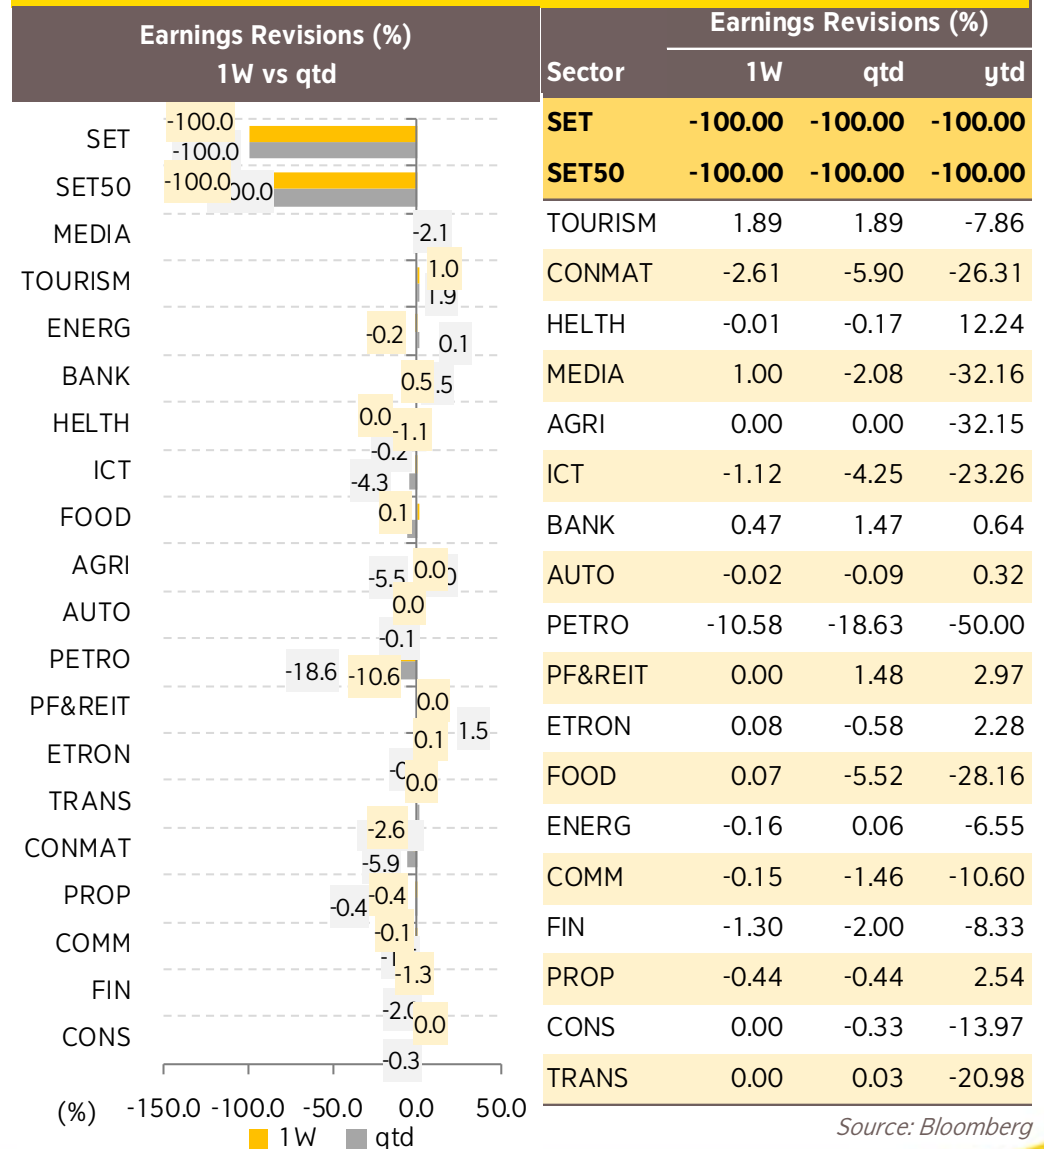 Earnings Revisions (%)
1W vs qtd
SET
-100.0
-100.0
SET50
-100.0
00.0
MEDIA
-2.1
TOURISM
1.0
1.9
ENERG
-0.2
0.1
BANK
0.5
.5
HELTH
0.0
-1.1
-0.2
ICT
-4.3
FOOD
0.1
AGRI
-5.5
0.0
AUTO
0.0
-0.1
PETRO
-18.6
-10.6
PF&REIT
0.0
1.5
ETRON
0.1
0.0
TRANS
CONMAT
-2.6
-5.9
PROP
-0.4
-0.4
COMM
-0.1
FIN
-1.3
-2.0
CONS
0.0
-0.3
(%) -150.0 -100.0 -50.0 0.0 50.0
1W qtd
Earnings Revisions (%)
Sector 1W qtd ytd
SET -100.00 -100.00 -100.00
SET50 -100.00 -100.00 -100.00
TOURISM 1.89 1.89 -7.86
CONMAT -2.61 -5.90 -26.31
HELTH -0.01 -0.17 12.24
MEDIA 1.00 -2.08 -32.16
AGRI 0.00 0.00 -32.15
ICT -1.12 -4.25 -23.26
BANK 0.47 1.47 0.64
AUTO -0.02 -0.09 0.32
PETRO -10.58 -18.63 -50.00
PF&REIT 0.00 1.48 2.97
ETRON 0.08 -0.58 2.28
FOOD 0.07 -5.52 -28.16
ENERG -0.16 0.06 -6.55
COMM -0.15 -1.46 -10.60
FIN -1.30 -2.00 -8.33
PROP -0.44 -0.44 2.54
CONS 0.00 -0.33 -13.97
TRANS 0.00 0.03 -20.98
Source: Bloomberg